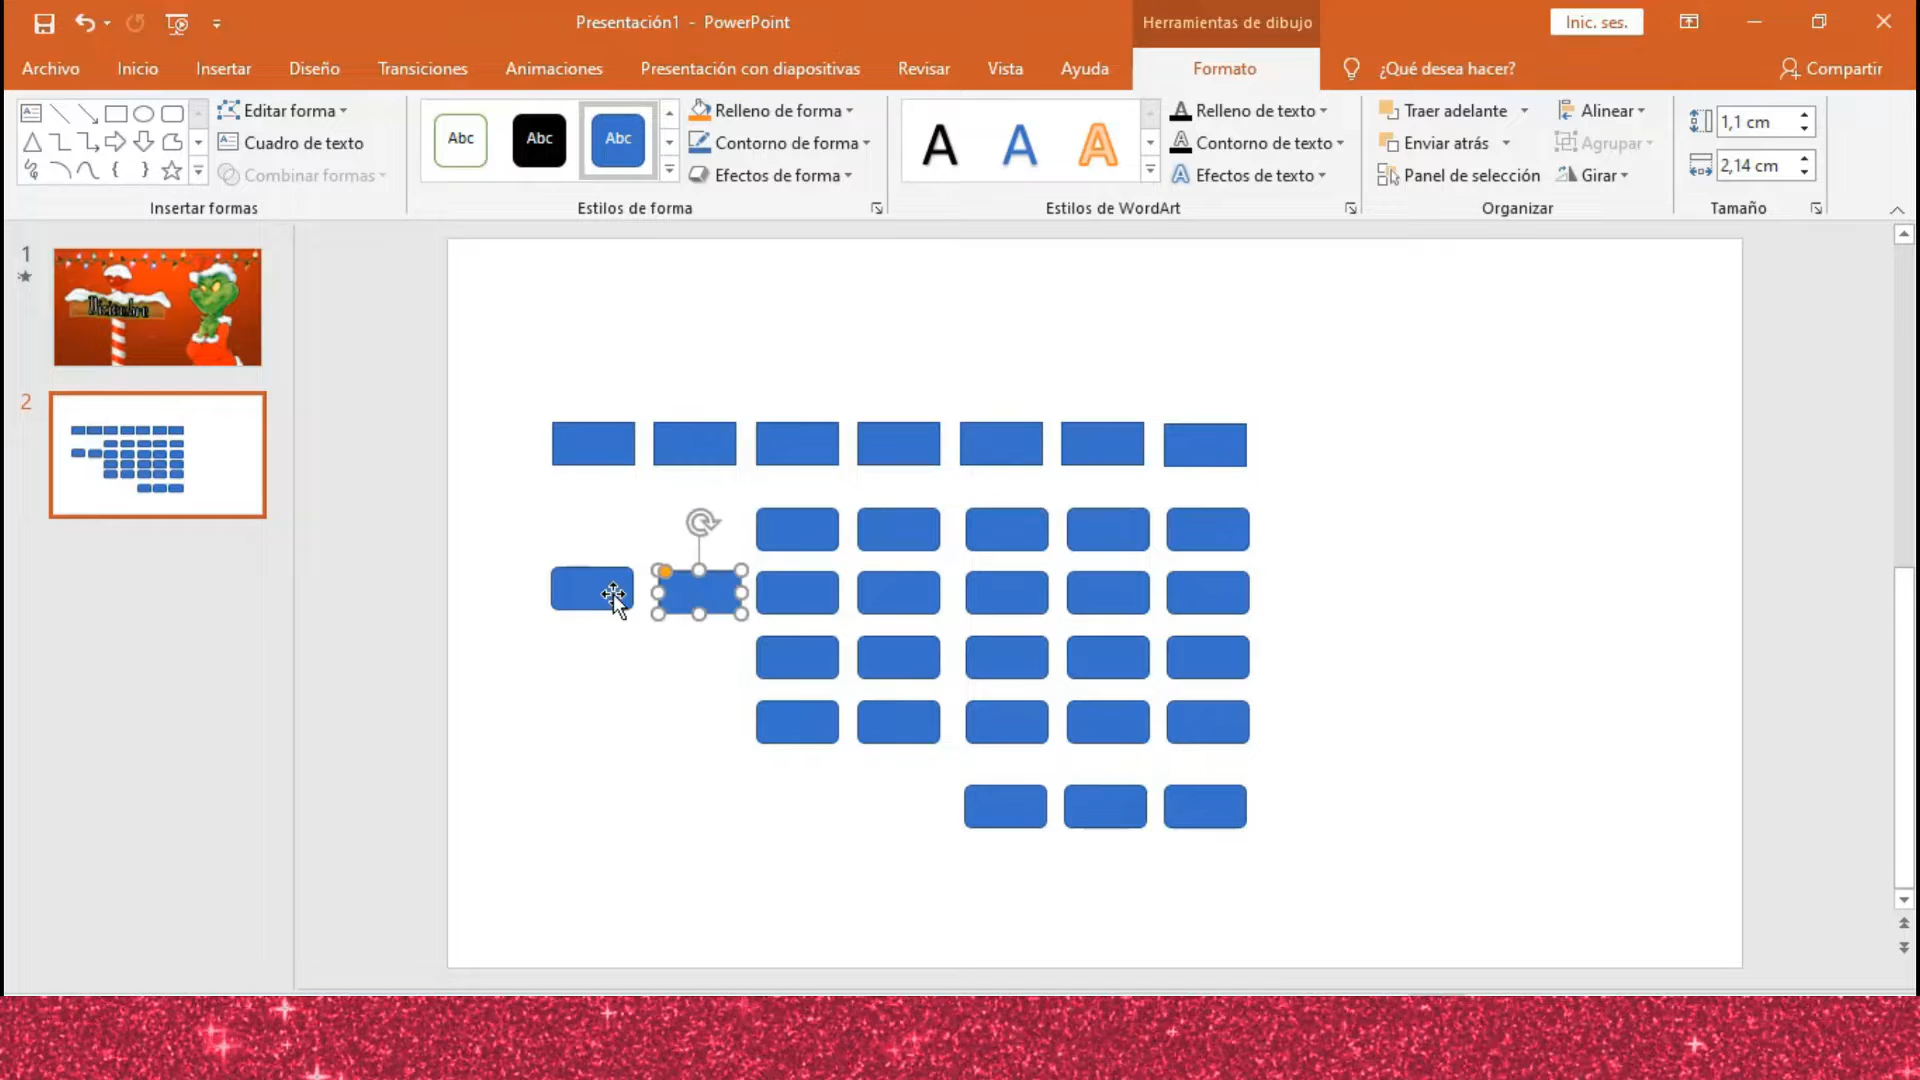 Presentación1 - PowerPoint
Herramientas de dibujo
Inic. ses.
Archivo
Inicio
Insertar
Diseño
Transiciones
Animaciones
Presentación con diapositivas
Revisar
Vista
Ayuda
Formato
¿Qué desea hacer?
Compartir
Editar forma
Cuadro de texto
Combinar formas
Insertar formas
Abc
Abc
Abc
Relleno de forma
Contorno de forma
Efectos de forma
Estilos de forma
A
A
A
Relleno de texto
Contorno de texto
Efectos de texto
Estilos de WordArt
Traer adelante
Enviar atrás
Panel de selección
Alinear
Agrupar
Girar
Organizar
1,1 cm
2,14 cm
Tamaño
1
Diciembre
2